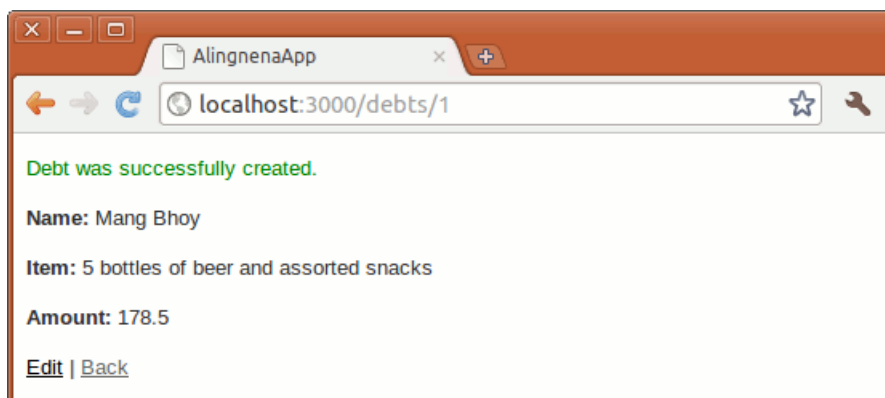 AlingnenaApp
localhost:3000/debts/1
Debt was successfully created.
Name: Mang Bhoy
Item: 5 bottles of beer and assorted snacks
Amount: 178.5
Edit | Back